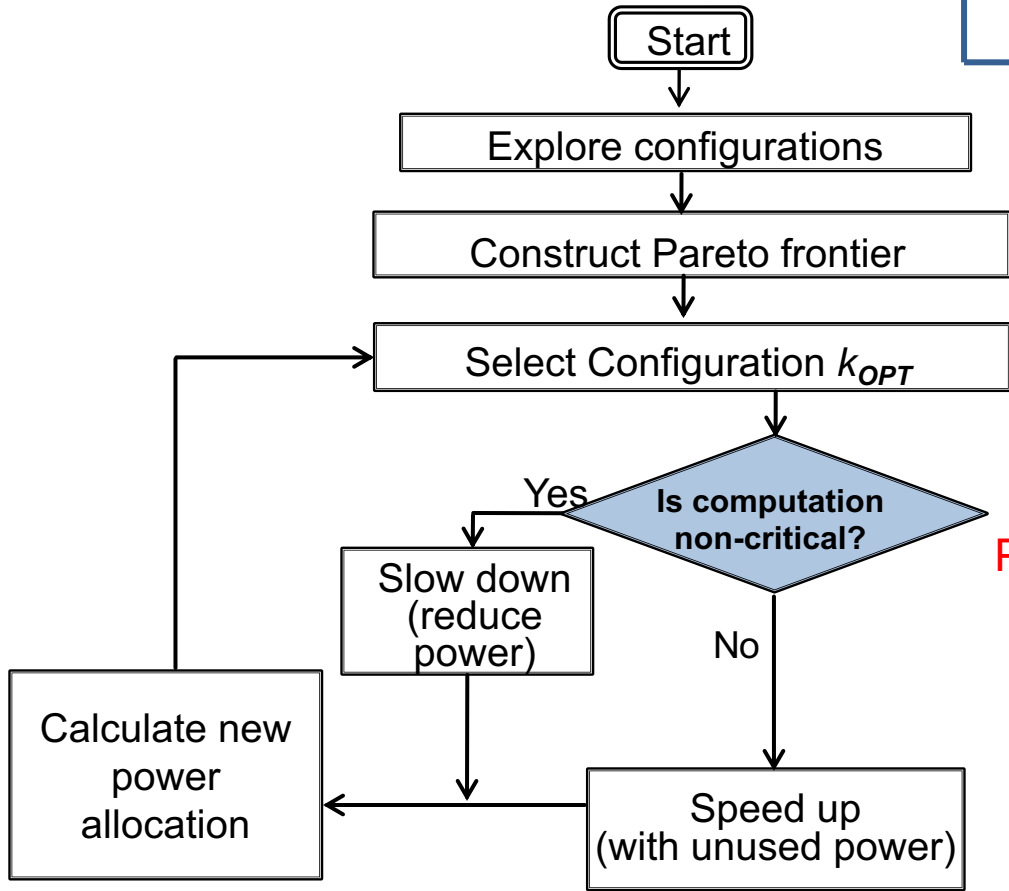 Start
Explore configurations
Construct Pareto frontier
Select Configuration k_OPT
Yes
Is computation
non-critical?
Slow down
(reduce
power)
No
Calculate new
power
allocation
Speed up
(with unused power)